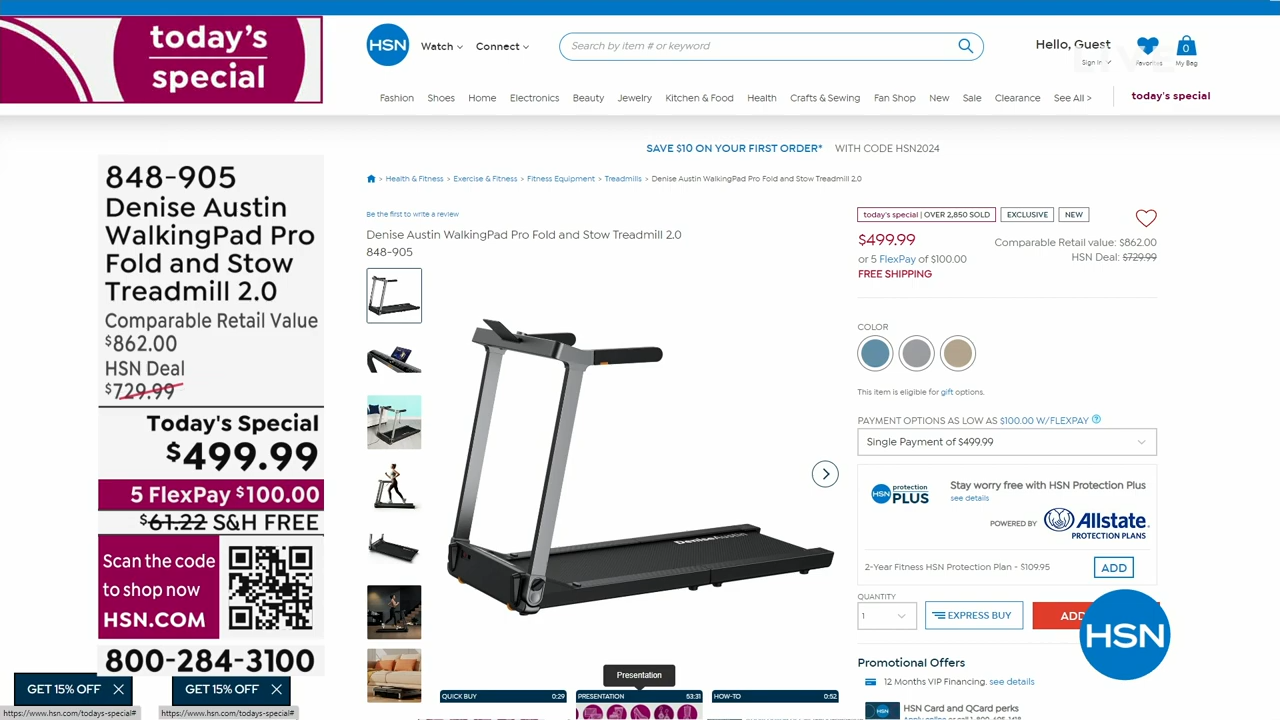 today's
special
HSN
Watch
Connect
Search by item # or keyword
Hello, Guest
Sign In
Favorites
0
My Bag
Fashion
Shoes
Home
Electronics
Beauty
Jewelry
Kitchen & Food
Health
Crafts & Sewing
Fan Shop
New
Sale
Clearance
See All >
today's special
SAVE $10 ON YOUR FIRST ORDER* WITH CODE HSN2024
> Health & Fitness > Exercise & Fitness > Fitness Equipment > Treadmills > Denise Austin WalkingPad Pro Fold and Stow Treadmill 2.0
848-905
Denise Austin
WalkingPad Pro
Fold and Stow
Treadmill 2.0
Comparable Retail Value
$862.00
HSN Deal
$729.99
Today's Special
$499.99
5 FlexPay $100.00
$61.22 S&H FREE
Scan the code
to shop now
HSN.COM
800-284-3100
GET 15% OFF
GET 15% OFF
https://www.hsn.com/todays-special#
https://www.hsn.com/todays-special#
Be the first to write a review
Denise Austin WalkingPad Pro Fold and Stow Treadmill 2.0
848-905
DeniseAustin
Presentation
QUICK BUY 0:29
PRESENTATION 53:31
HOW-TO 0:52
today's special | OVER 2,850 SOLD
EXCLUSIVE
NEW
$499.99
Comparable Retail value: $862.00
or 5 FlexPay of $100.00
HSN Deal: $729.99
FREE SHIPPING
COLOR
This item is eligible for gift options.
PAYMENT OPTIONS AS LOW AS $100.00 W/FLEXPAY
Single Payment of $499.99
HSN protection PLUS
Stay worry free with HSN Protection Plus
see details
POWERED BY Allstate
PROTECTION PLANS
2-Year Fitness HSN Protection Plan - $109.95
ADD
QUANTITY
1
EXPRESS BUY
ADD
HSN
Promotional Offers
12 Months VIP Financing. see details
HSN
HSN Card and QCard perks